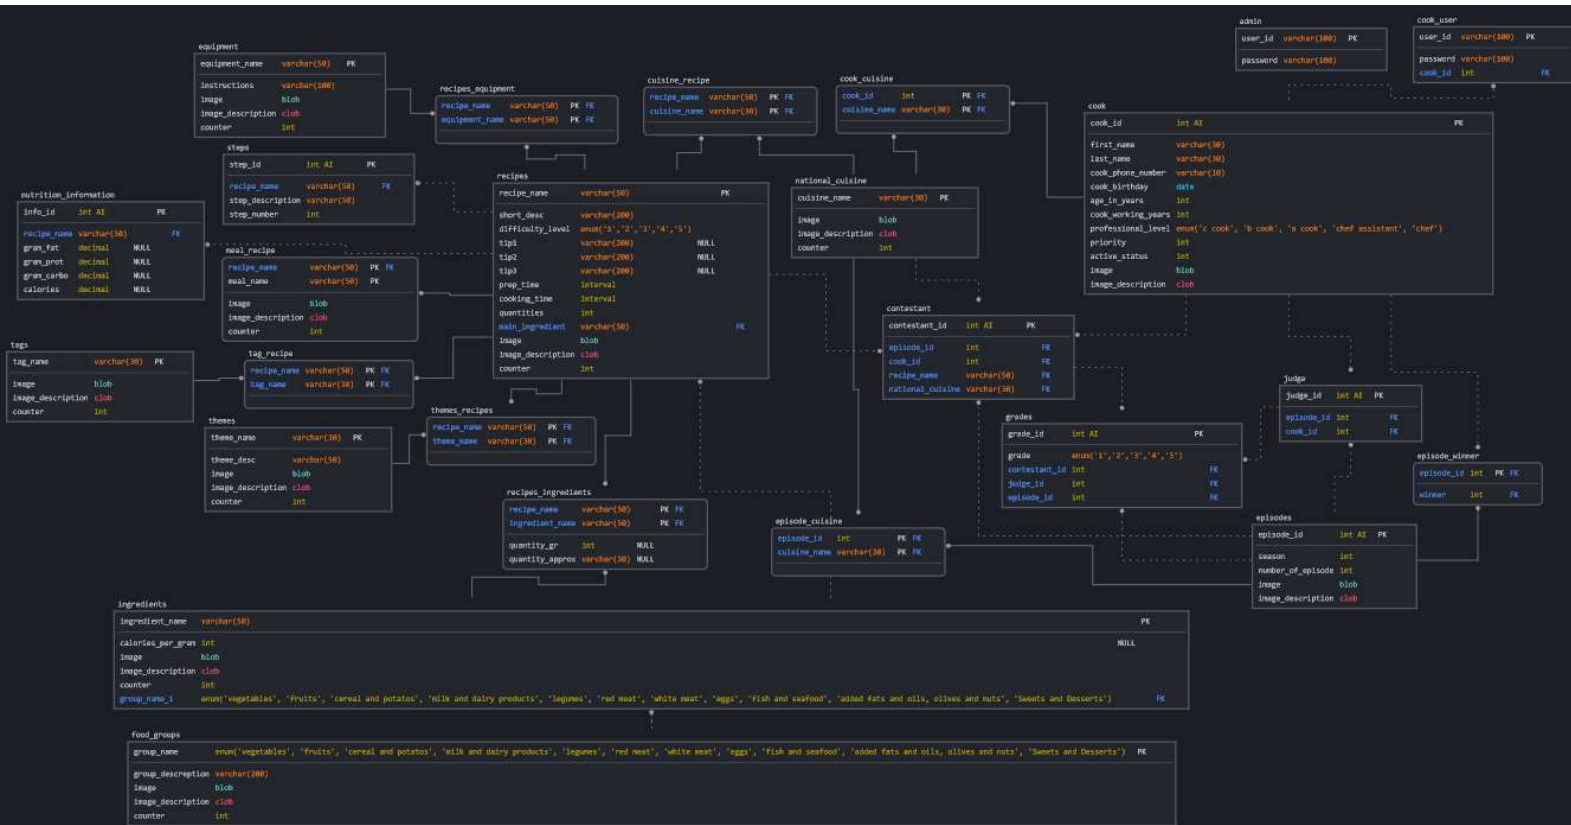 admin
user_id varchar(100) PK
password varchar(100)
cook_user
user_id varchar(100) PK
password varchar(100)
cook_id int FK
equipment
equipment_name varchar(50) PK
instructions varchar(100)
image blob
image_description clob
counter int
recipes_equipment
recipe_name varchar(50) PK FK
equipment_name varchar(50) PK FK
cuisine_recipe
recipe_name varchar(50) PK FK
cuisine_name varchar(30) PK FK
cook_cuisine
cook_id int PK FK
cuisine_name varchar(30) PK FK
cook
cook_id int AI PK
first_name varchar(30)
last_name varchar(30)
cook_phone_number varchar(10)
cook_birthday date
age_in_years int
cook_working_years int
professional_level enum('c cook', 'b cook', 'a cook', 'chef assistant', 'chef')
priority int
active_status int
image blob
image_description clob
steps
step_id int AI PK
recipe_name varchar(50) FK
step_description varchar(50)
step_number int
recipes
recipe_name varchar(50) PK
short_desc varchar(200)
difficulty_level enum('1','2','3','4','5')
tip1 varchar(200) NULL
tip2 varchar(200) NULL
tip3 varchar(200) NULL
prep_time interval
cooking_time interval
quantities int
main_ingredient varchar(50) FK
image blob
image_description clob
counter int
national_cuisine
cuisine_name varchar(30) PK
image blob
image_description clob
counter int
nutrition_information
info_id int AI PK
recipe_name varchar(50) FK
gram_fat decimal NULL
gram_prot decimal NULL
gram_carbo decimal NULL
calories decimal NULL
meal_recipe
recipe_name varchar(50) PK FK
meal_name varchar(50) PK
image blob
image_description clob
counter int
contestant
contestant_id int AI PK
episode_id int FK
cook_id int FK
recipe_name varchar(50) FK
national_cuisine varchar(30) FK
tags
tag_name varchar(30) PK
image blob
image_description clob
counter int
tag_recipe
recipe_name varchar(50) PK FK
tag_name varchar(30) PK FK
judge
judge_id int AI PK
episode_id int FK
cook_id int FK
themes
theme_name varchar(30) PK
theme_desc varchar(50)
image blob
image_description clob
counter int
themes_recipes
recipe_name varchar(50) PK FK
theme_name varchar(30) PK FK
grades
grade_id int AI PK
grade enum('1','2','3','4','5')
contestant_id int FK
judge_id int FK
episode_id int FK
episode_winner
episode_id int PK FK
winner int FK
recipes_ingredients
recipe_name varchar(50) PK FK
ingredient_name varchar(50) PK FK
quantity_gr int NULL
quantity_approx varchar(30) NULL
episode_cuisine
episode_id int PK FK
cuisine_name varchar(30) PK FK
episodes
episode_id int AI PK
season int
number_of_episode int
image blob
image_description clob
ingredients
ingredient_name varchar(50) PK
calories_per_gram int NULL
image blob
image_description clob
counter int
group_name_i enum('vegetables', 'fruits', 'cereal and potatos', 'milk and dairy products', 'legumes', 'red meat', 'white meat', 'eggs', 'fish and seafood', 'added fats and oils, olives and nuts', 'Sweets and Desserts') FK
food_groups
group_name enum('vegetables', 'fruits', 'cereal and potatos', 'milk and dairy products', 'legumes', 'red meat', 'white meat', 'eggs', 'fish and seafood', 'added fats and oils, olives and nuts', 'Sweets and Desserts') PK
group_descreption varchar(200)
image blob
image_description clob
counter int